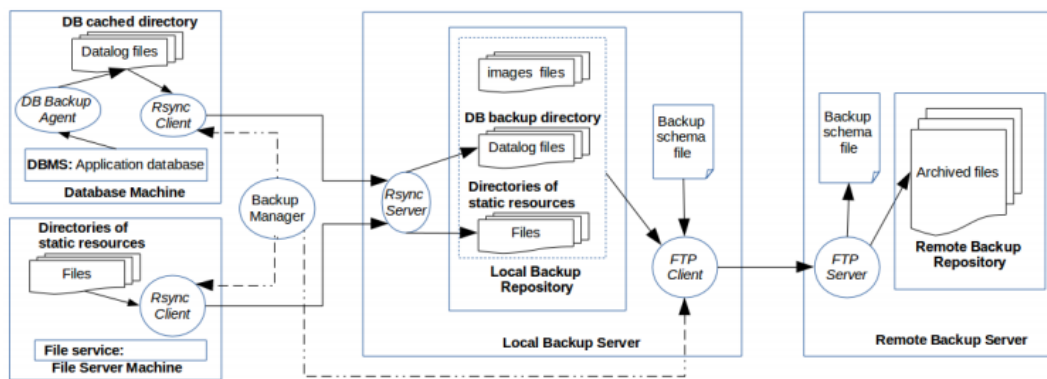 DB cached directory
Datalog files
DB Backup
Agent
Rsync
Client
DBMS: Application database
Database Machine
Directories of
static resources
Files
Rsync
Client
File service:
File Server Machine
Backup
Manager
Rsync
Server
images files
DB backup directory
Datalog files
Directories of
static resources
Files
Local Backup
Repository
Backup
schema
file
FTP
Client
Local Backup Server
Backup
schema
file
FTP
Server
Archived files
Remote Backup
Repository
Remote Backup Server